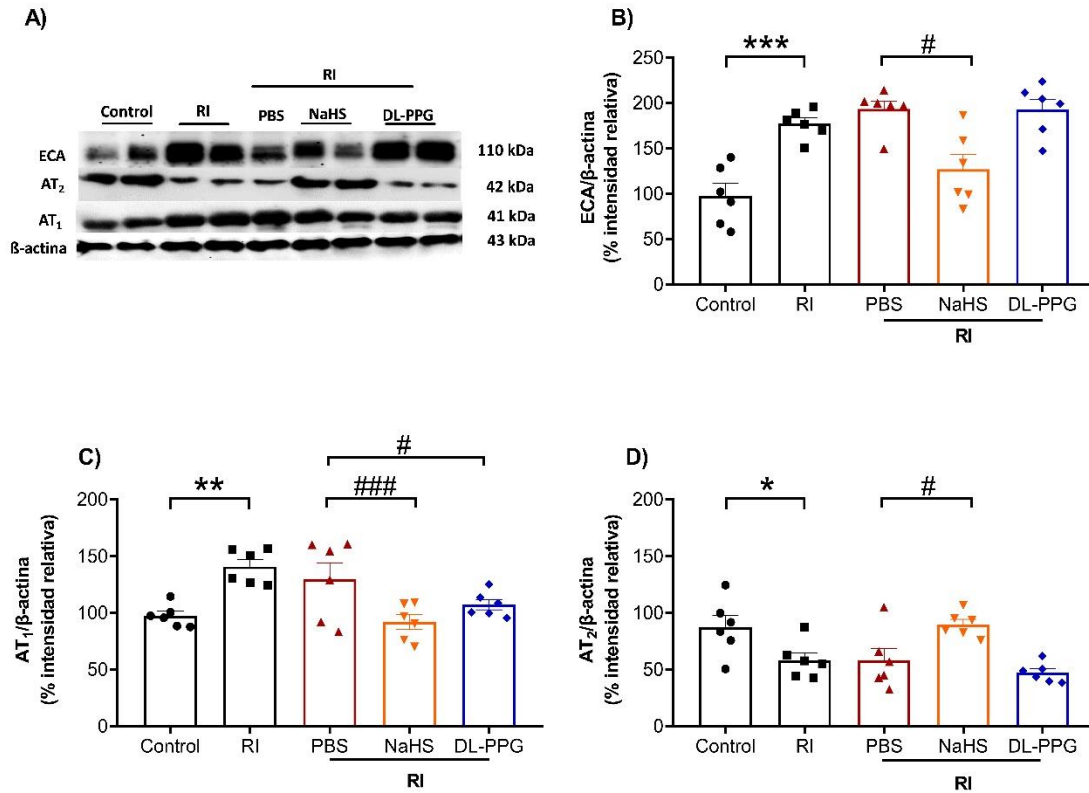 A)
RI
Control RI PBS NaHS DL-PPG
ECA 110 kDa
AT2 42 kDa
AT1 41 kDa
ß-actina 43 kDa
B)
ECA/β-actina
(% intensidad relativa)
250
200
150
100
50
0
***
#
Control RI PBS NaHS DL-PPG
RI
C)
AT1/β-actina
(% intensidad relativa)
200
150
100
50
0
**
###
#
Control RI PBS NaHS DL-PPG
RI
D)
AT2/β-actina
(% intensidad relativa)
200
150
100
50
0
*
#
Control RI PBS NaHS DL-PPG
RI